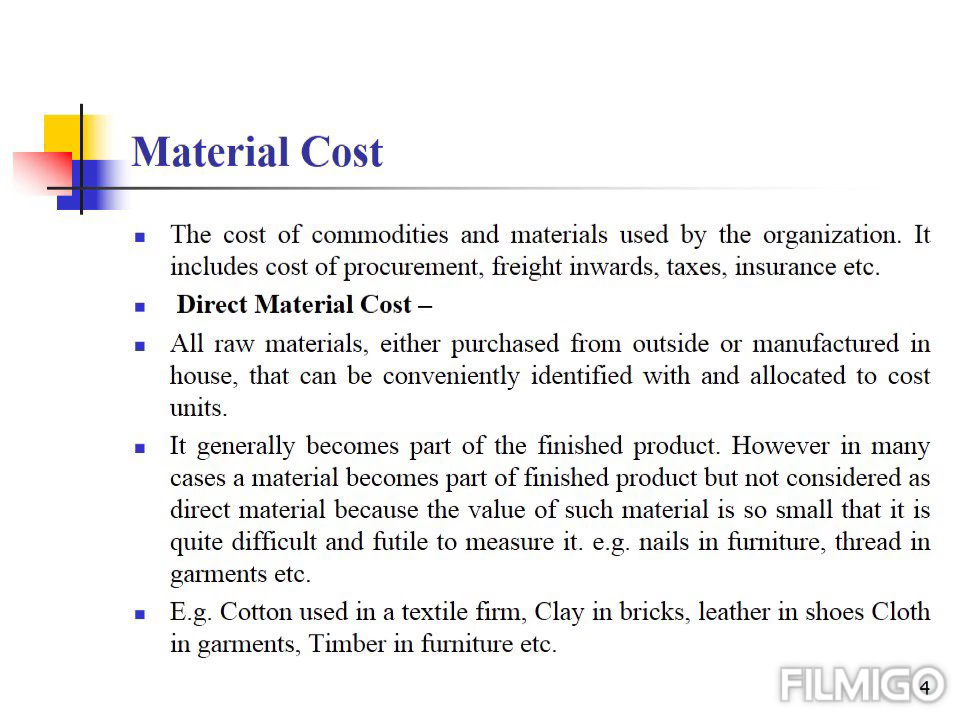 Material Cost
The cost of commodities and materials used by the organization. It
includes cost of procurement, freight inwards, taxes, insurance etc.
Direct Material Cost –
All raw materials, either purchased from outside or manufactured in
house, that can be conveniently identified with and allocated to cost
units.
It generally becomes part of the finished product. However in many
cases a material becomes part of finished product but not considered as
direct material because the value of such material is so small that it is
quite difficult and futile to measure it. e.g. nails in furniture, thread in
garments etc.
E.g. Cotton used in a textile firm, Clay in bricks, leather in shoes Cloth
in garments, Timber in furniture etc.
FILMIGO
4